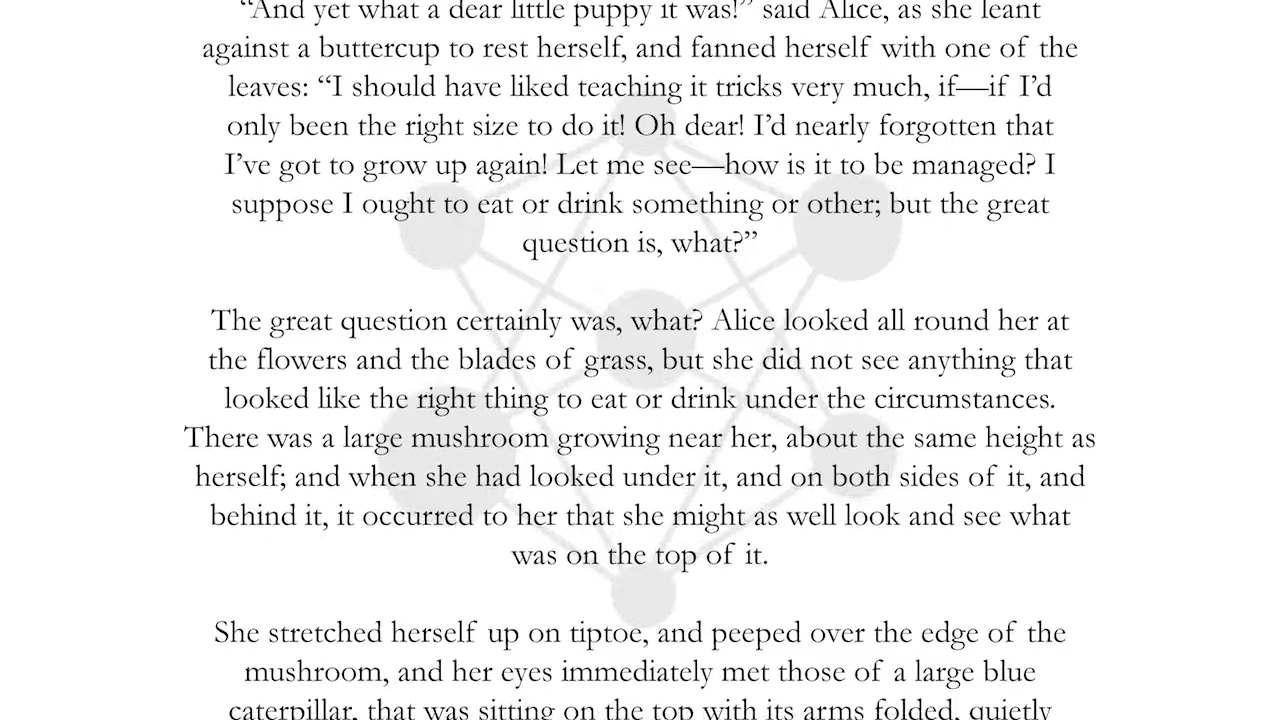 “And yet what a dear little puppy it was!” said Alice, as she leant
against a buttercup to rest herself, and fanned herself with one of the
leaves: “I should have liked teaching it tricks very much, if—if I’d
only been the right size to do it! Oh dear! I’d nearly forgotten that
I’ve got to grow up again! Let me see—how is it to be managed? I
suppose I ought to eat or drink something or other; but the great
question is, what?”
The great question certainly was, what? Alice looked all round her at
the flowers and the blades of grass, but she did not see anything that
looked like the right thing to eat or drink under the circumstances.
There was a large mushroom growing near her, about the same height as
herself; and when she had looked under it, and on both sides of it, and
behind it, it occurred to her that she might as well look and see what
was on the top of it.
She stretched herself up on tiptoe, and peeped over the edge of the
mushroom, and her eyes immediately met those of a large blue
caterpillar, that was sitting on the top with its arms folded, quietly